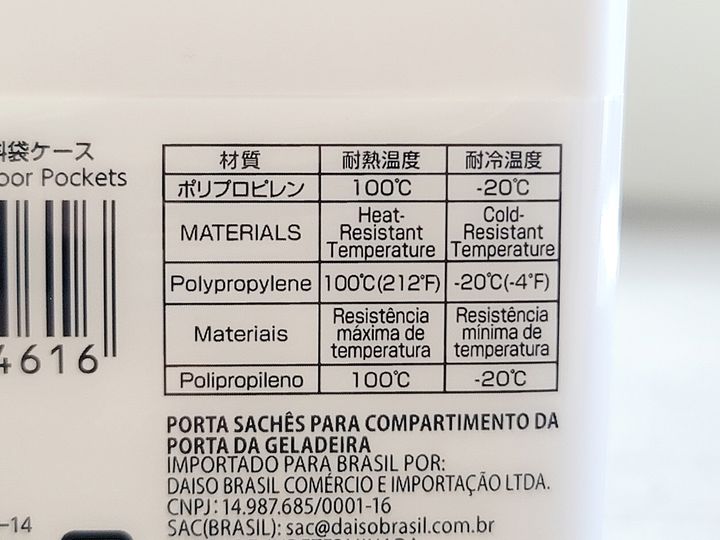 袋ケース
Pockets
4616
-14
材質 耐熱温度 耐冷温度
ポリプロピレン 100℃ -20℃
MATERIALS Heat-Resistant Temperature Cold-Resistant Temperature
Polypropylene 100℃(212°F) -20℃(-4°F)
Materiais Resistência máxima de temperatura Resistência mínima de temperatura
Polipropileno 100℃ -20℃
PORTA SACHÊS PARA COMPARTIMENTO DA
PORTA DA GELADEIRA
IMPORTADO PARA BRASIL POR:
DAISO BRASIL COMÉRCIO E IMPORTAÇÃO LTDA.
CNPJ: 14.987.685/0001-16
SAC(BRASIL): sac@daisobrasil.com.br